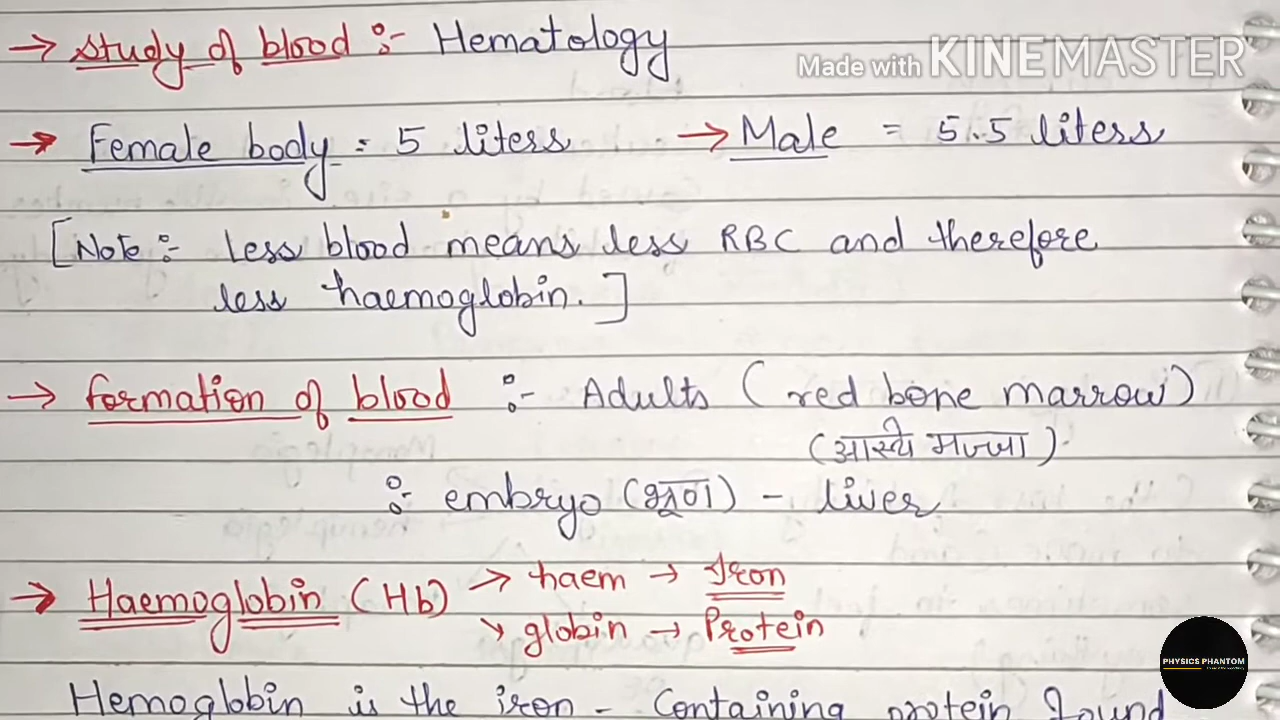 → Study of blood :- Hematology
Made with KINEMASTER
→ Female body = 5 liters → Male = 5.5 liters
[Note :- Less blood means less RBC and therefore
less haemoglobin.]
→ formation of blood :- Adults (red bone marrow)
(आस्थि मज्जा)
:- embryo (भ्रूण) - liver
→ Haemoglobin (Hb) → haem → Iron
↘ globin → Protein
PHYSICS PHANTOM
Hemoglobin is the iron - Containing protein found